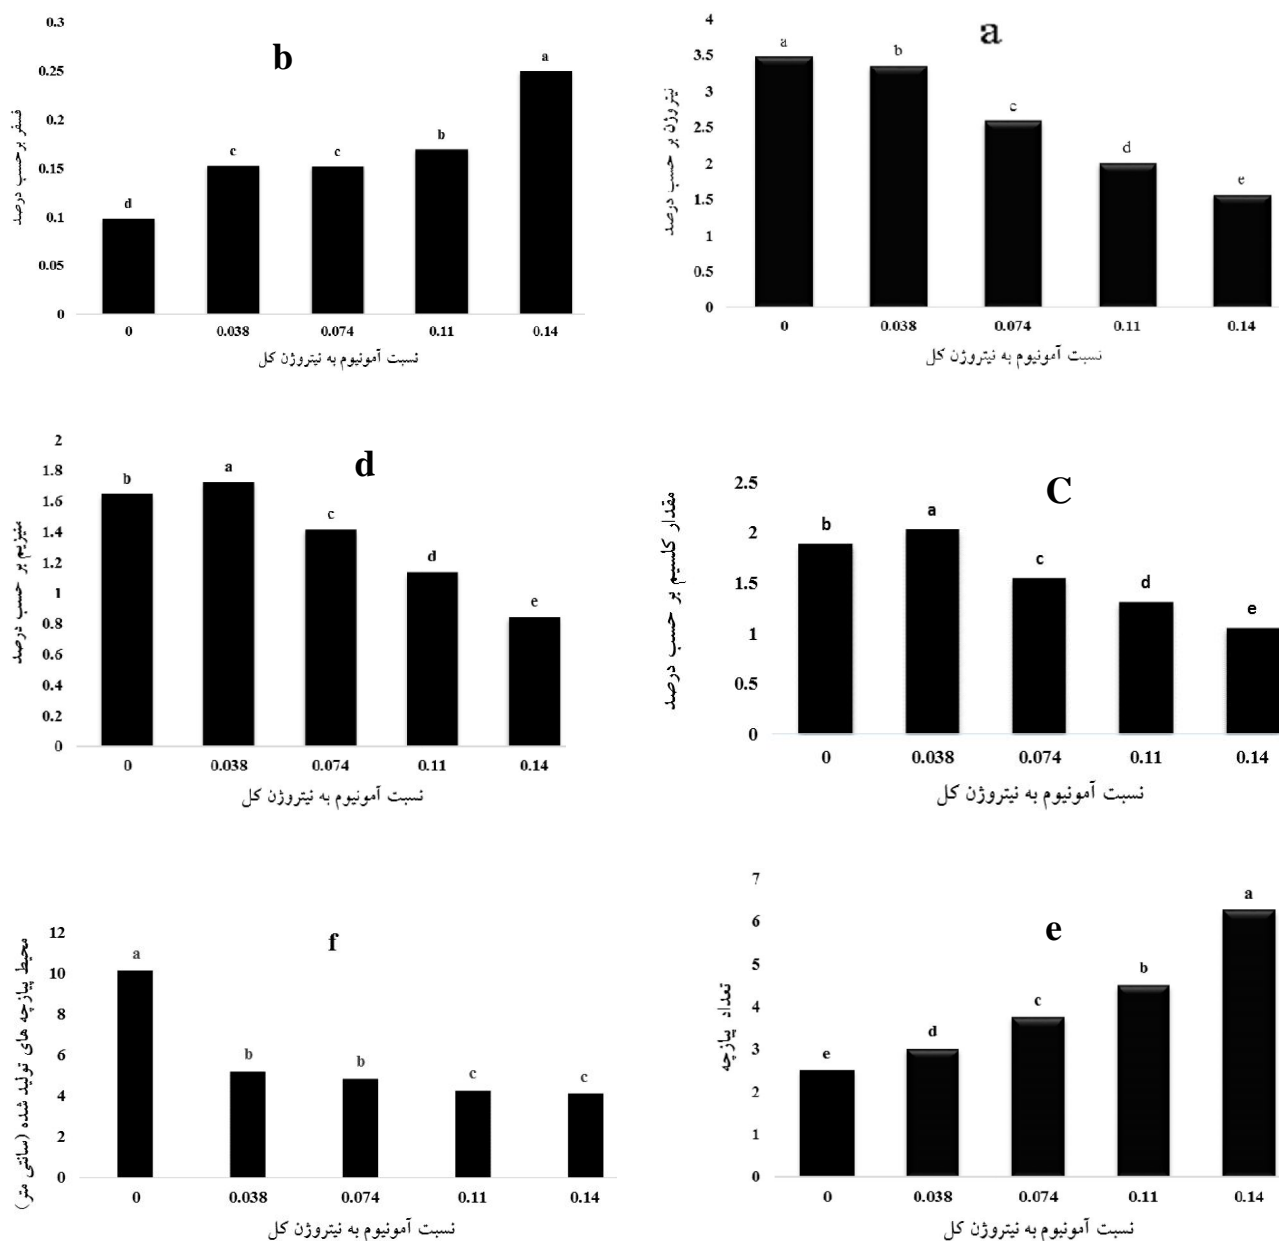 b
0.3
0.25
0.2
0.15
0.1
0.05
0
d
c
c
b
a
0
0.038
0.074
0.11
0.14
فسفر برحسب درصد
نسبت آمونیوم به نیتروژن کل
a
4
3.5
3
2.5
2
1.5
1
0.5
0
a
b
c
d
e
0
0.038
0.074
0.11
0.14
نیتروژن بر حسب درصد
نسبت آمونیوم به نیتروژن کل
d
2
1.8
1.6
1.4
1.2
1
0.8
0.6
0.4
0.2
0
b
a
c
d
e
0
0.038
0.074
0.11
0.14
منیزیم بر حسب درصد
نسبت آمونیوم به نیتروژن کل
C
2.5
2
1.5
1
0.5
0
b
a
c
d
e
0
0.038
0.074
0.11
0.14
مقدار کلسیم بر حسب درصد
نسبت آمونیوم به نیتروژن کل
f
12
10
8
6
4
2
0
a
b
b
c
c
0
0.038
0.074
0.11
0.14
محیط پیازچه های تولید شده (سانتی متر)
نسبت آمونیوم به نیتروژن کل
e
7
6
5
4
3
2
1
0
e
d
c
b
a
0
0.038
0.074
0.11
0.14
تعداد پیازچه
نسبت آمونیوم به نیتروژن کل